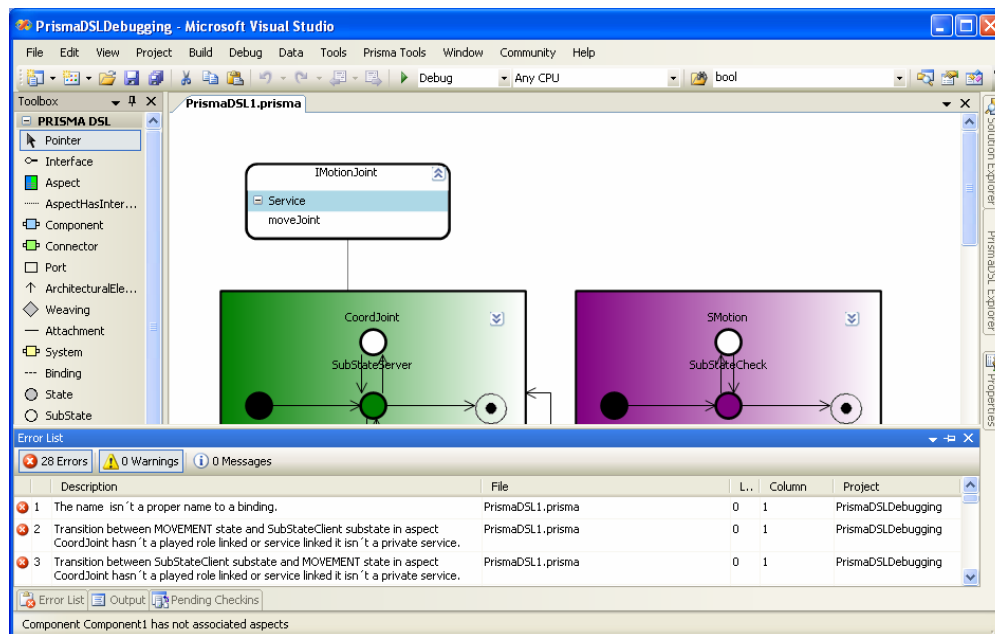 PrismaDSLDebugging - Microsoft Visual Studio
File Edit View Project Build Debug Data Tools Prisma Tools Window Community Help
Debug Any CPU bool
Toolbox
PrismaDSL1.prisma
PRISMA DSL
Pointer
Interface
Aspect
AspectHasInter...
Component
Connector
Port
ArchitecturalEle...
Weaving
Attachment
System
Binding
State
SubState
IMotionJoint
Service
moveJoint
CoordJoint
SubStateServer
SMotion
SubStateCheck
Solution Explorer
PrismaDSL Explorer
Properties
Error List
28 Errors 0 Warnings 0 Messages
Description File L.. Column Project
1 The name isn´t a proper name to a binding. PrismaDSL1.prisma 0 1 PrismaDSLDebugging
2 Transition between MOVEMENT state and SubStateClient substate in aspect PrismaDSL1.prisma 0 1 PrismaDSLDebugging
CoordJoint hasn´t a played role linked or service linked it isn´t a private service.
3 Transition between SubStateClient substate and MOVEMENT state in aspect PrismaDSL1.prisma 0 1 PrismaDSLDebugging
CoordJoint hasn´t a played role linked or service linked it isn´t a private service.
Error List Output Pending Checkins
Component Component1 has not associated aspects